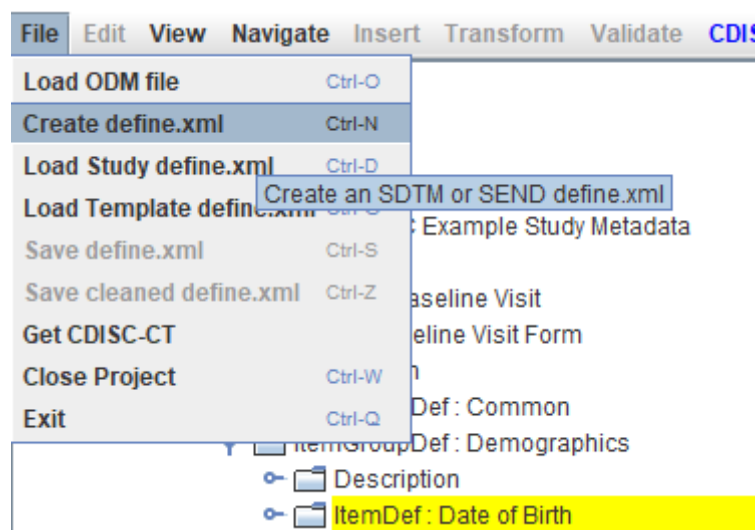 File Edit View Navigate Insert Transform Validate
Load ODM file Ctrl-O
Create define.xml Ctrl-N
Load Study define.xml Ctrl-D
Create an SDTM or SEND define.xml
Load Template define.xml
Example Study Metadata
Save define.xml Ctrl-S
Save cleaned define.xml Ctrl-Z
Baseline Visit
Get CDISC-CT
eline Visit Form
Close Project Ctrl-W
Exit Ctrl-Q
Def : Common
ItemGroupDef : Demographics
Description
ItemDef : Date of Birth